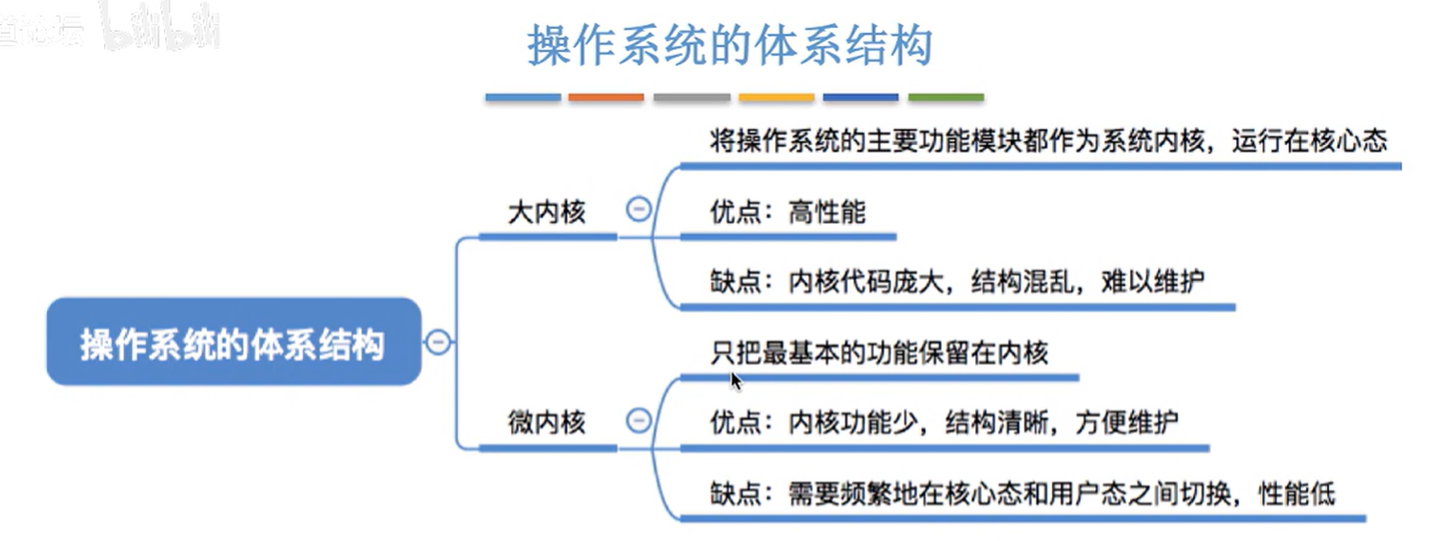 bilibili
操作系统的体系结构
将操作系统的主要功能模块都作为系统内核，运行在核心态
大内核
优点：高性能
缺点：内核代码庞大，结构混乱，难以维护
操作系统的体系结构
只把最基本的功能保留在内核
微内核
优点：内核功能少，结构清晰，方便维护
缺点：需要频繁地在核心态和用户态之间切换，性能低